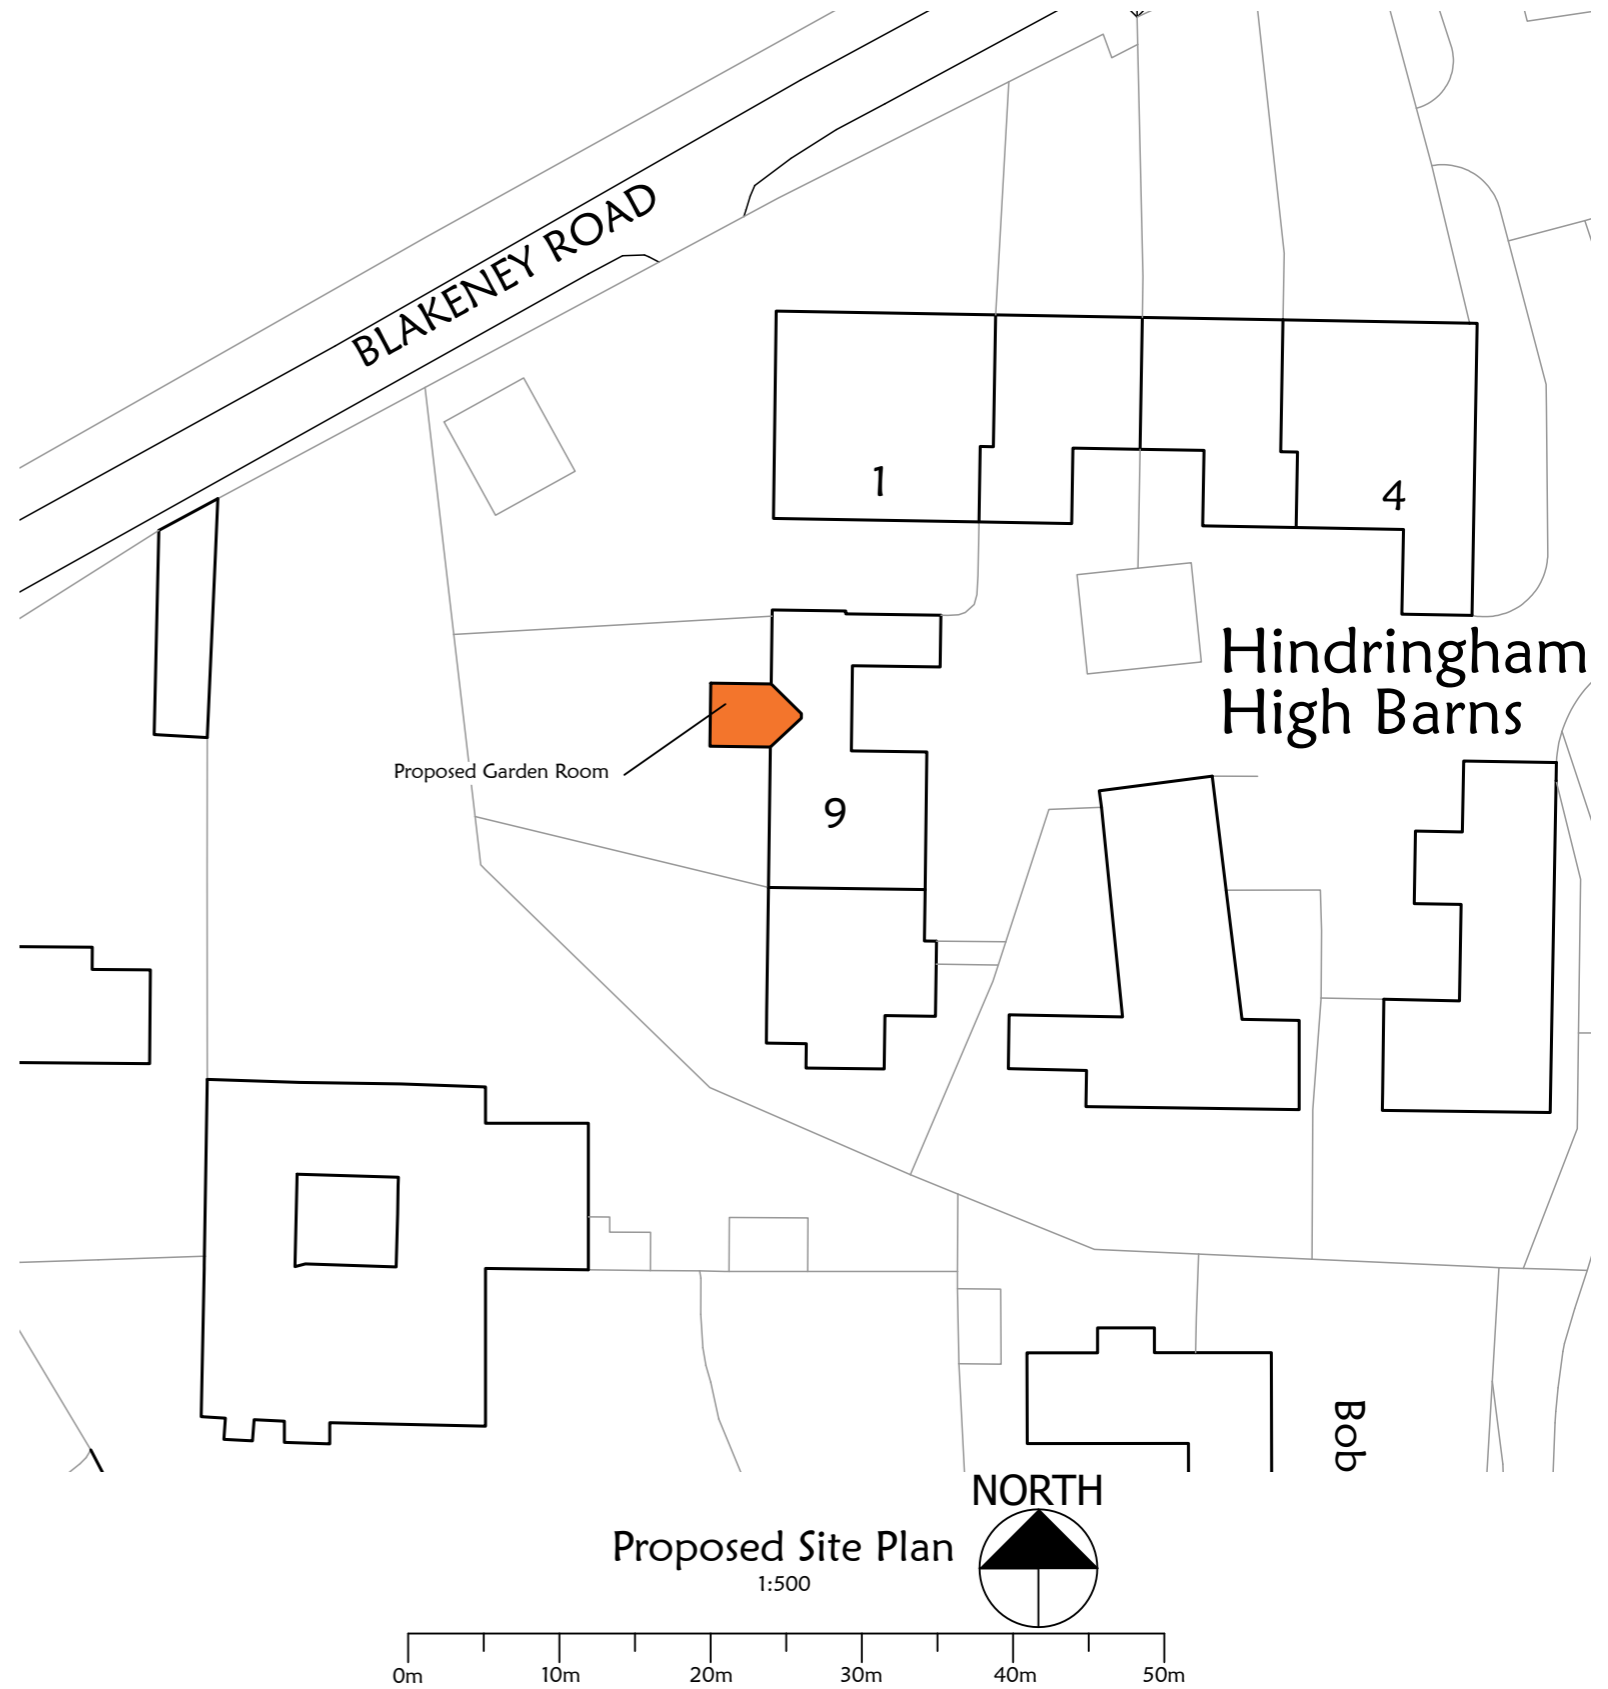 BLAKENEY ROAD
1
4
Hindringham
High Barns
Proposed Garden Room
9
Bob
NORTH
Proposed Site Plan
1:500
0m 10m 20m 30m 40m 50m